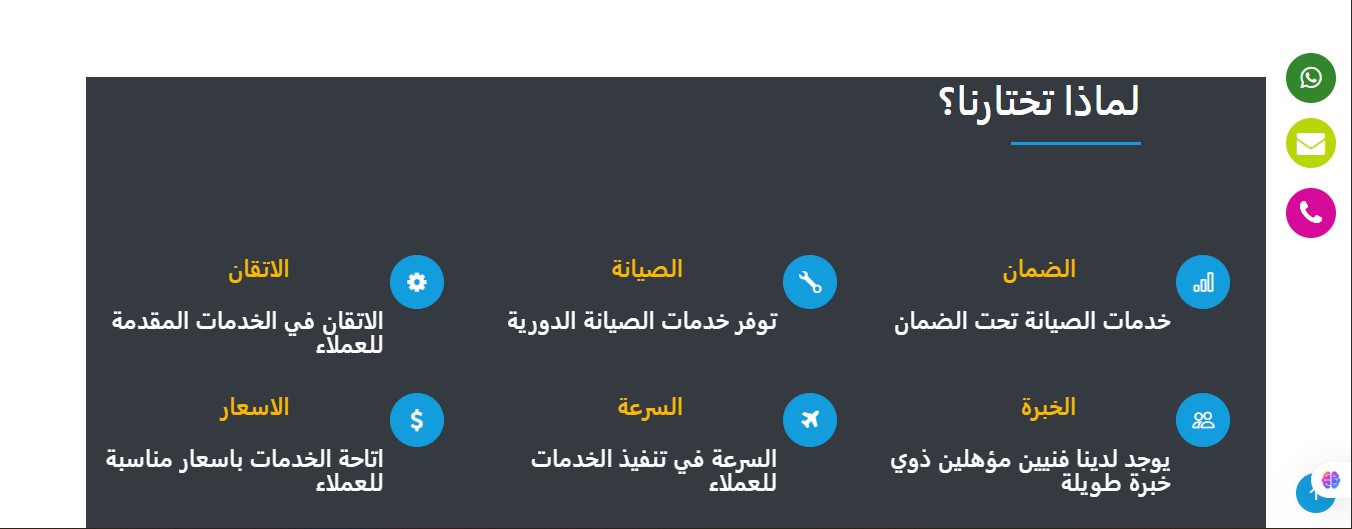 لماذا تختارنا؟
الضمان
خدمات الصيانة تحت الضمان
الصيانة
توفر خدمات الصيانة الدورية
الاتقان
الاتقان في الخدمات المقدمة
للعملاء
الخبرة
يوجد لدينا فنيين مؤهلين ذوي
خبرة طويلة
السرعة
السرعة في تنفيذ الخدمات
للعملاء
الاسعار
اتاحة الخدمات باسعار مناسبة
للعملاء